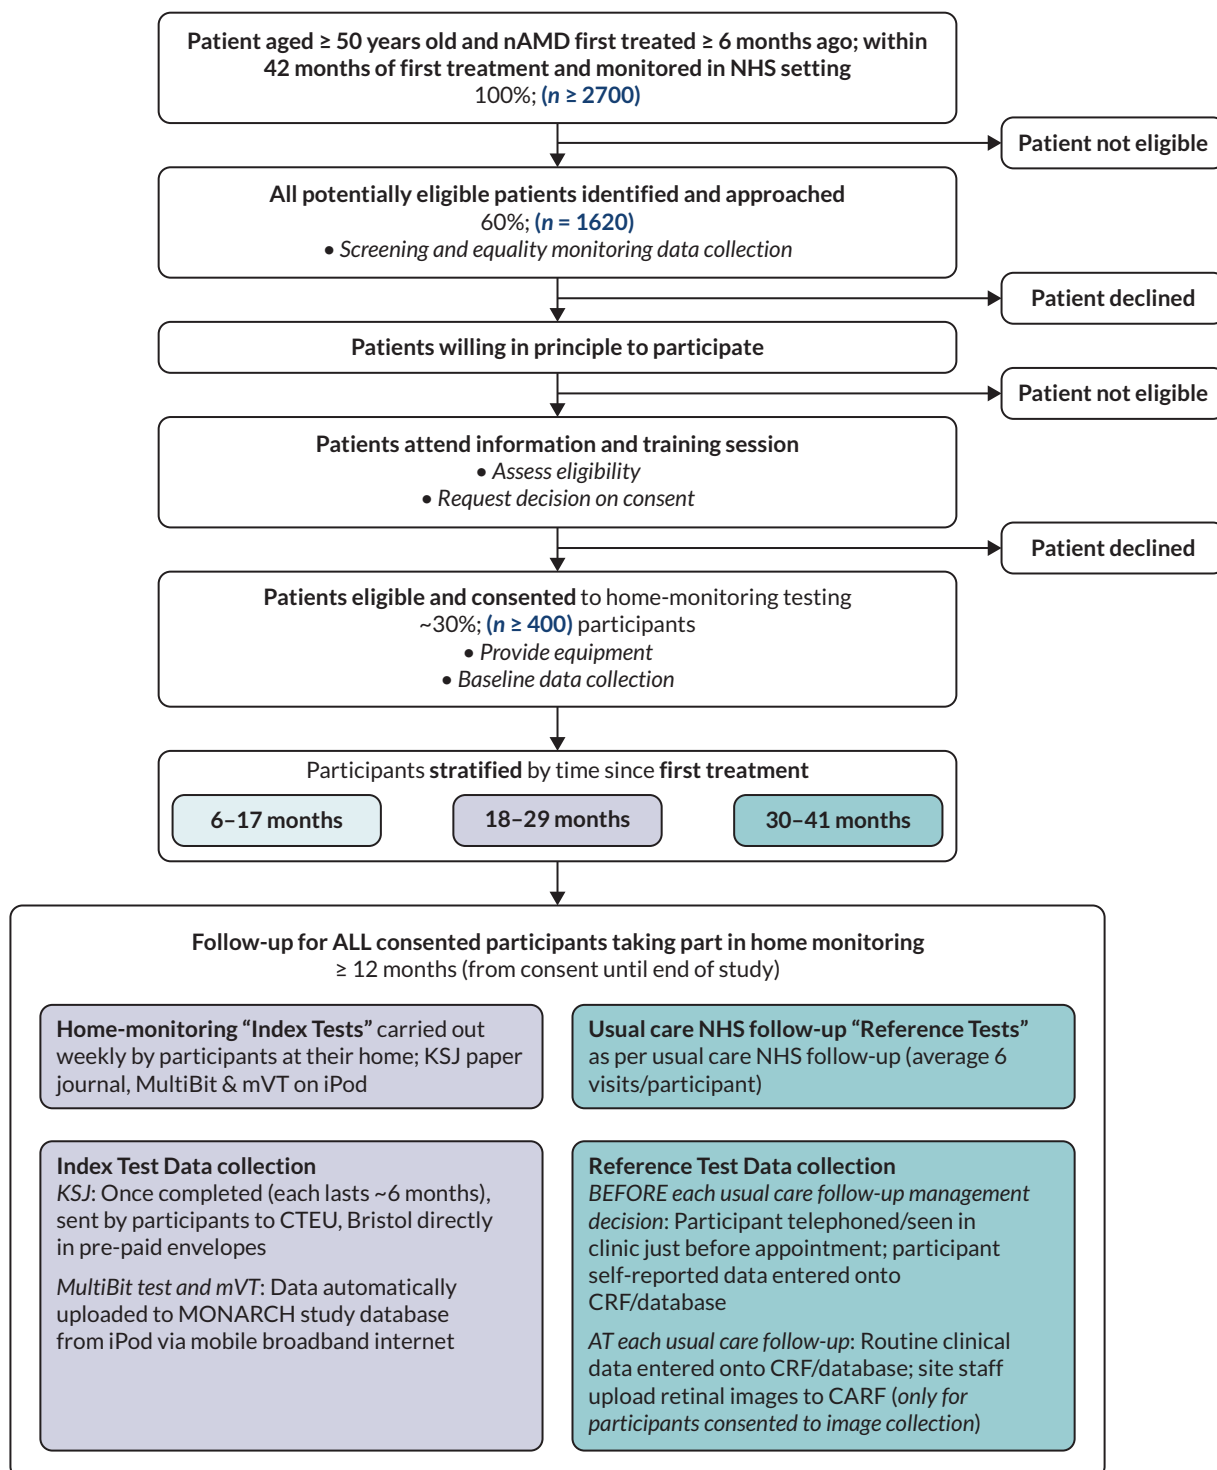 Patient aged ≥ 50 years old and nAMD first treated ≥ 6 months ago; within
42 months of first treatment and monitored in NHS setting
100%; (n ≥ 2700)
Patient not eligible
All potentially eligible patients identified and approached
60%; (n = 1620)
• Screening and equality monitoring data collection
Patient declined
Patients willing in principle to participate
Patient not eligible
Patients attend information and training session
• Assess eligibility
• Request decision on consent
Patient declined
Patients eligible and consented to home-monitoring testing
~30%; (n ≥ 400) participants
• Provide equipment
• Baseline data collection
Participants stratified by time since first treatment
6–17 months
18–29 months
30–41 months
Follow-up for ALL consented participants taking part in home monitoring
≥ 12 months (from consent until end of study)
Home-monitoring “Index Tests” carried out
weekly by participants at their home; KSJ paper
journal, MultiBit & mVT on iPod
Usual care NHS follow-up “Reference Tests”
as per usual care NHS follow-up (average 6
visits/participant)
Index Test Data collection
KSJ: Once completed (each lasts ~6 months),
sent by participants to CTEU, Bristol directly
in pre-paid envelopes
MultiBit test and mVT: Data automatically
uploaded to MONARCH study database
from iPod via mobile broadband internet
Reference Test Data collection
BEFORE each usual care follow-up management
decision: Participant telephoned/seen in
clinic just before appointment; participant
self-reported data entered onto
CRF/database
AT each usual care follow-up: Routine clinical
data entered onto CRF/database; site staff
upload retinal images to CARF (only for
participants consented to image collection)